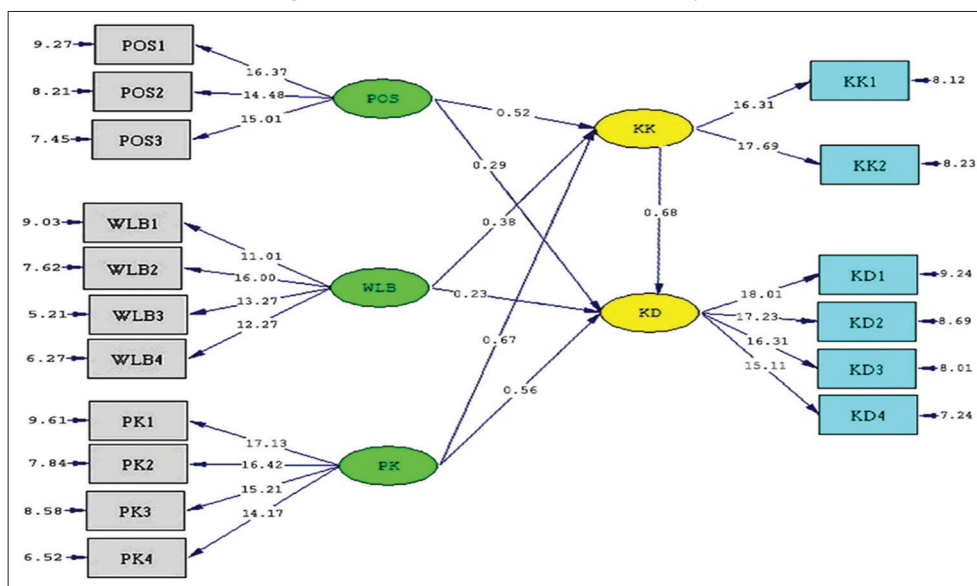 9.27
POS1
16.37
8.21
POS2
14.48
POS
7.45
POS3
15.01
0.52
KK
16.31
KK1
8.12
17.69
KK2
8.23
0.29
0.38
0.68
9.03
WLB1
11.01
7.62
WLB2
16.00
WLB
5.21
WLB3
13.27
6.27
WLB4
12.27
0.23
0.67
KD
18.01
KD1
9.24
17.23
KD2
8.69
16.31
KD3
8.01
15.11
KD4
7.24
0.56
9.61
PK1
17.13
7.84
PK2
16.42
PK
8.58
PK3
15.21
6.52
PK4
14.17